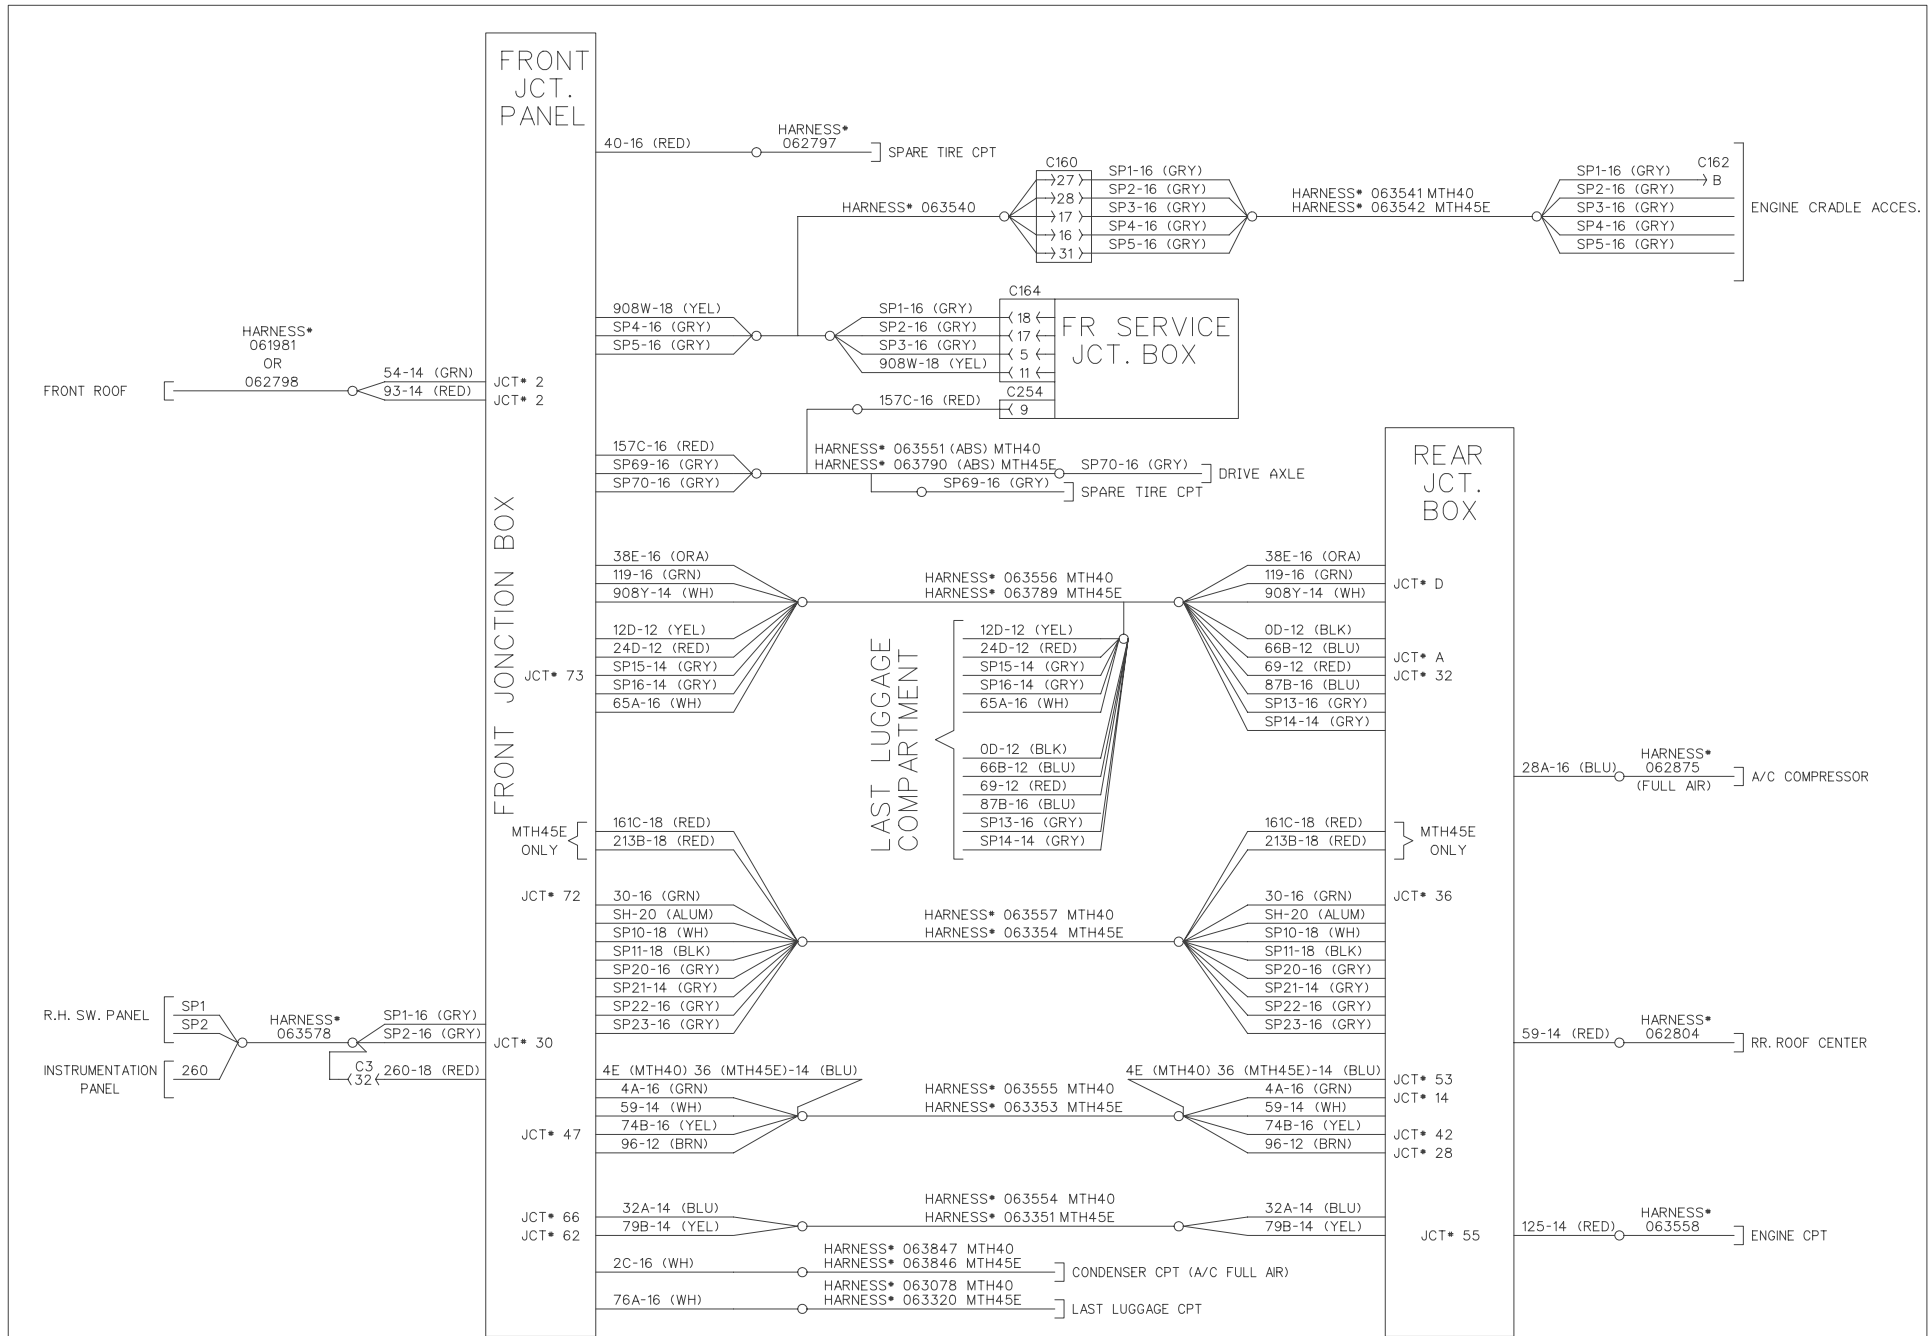 FRONT
JCT.
PANEL
40-16 (RED)
HARNESS*
062797
SPARE TIRE CPT
C160
27
28
17
16
31
SP1-16 (GRY)
SP2-16 (GRY)
SP3-16 (GRY)
SP4-16 (GRY)
SP5-16 (GRY)
HARNESS* 063540
HARNESS* 063541 MTH40
HARNESS* 063542 MTH45E
SP1-16 (GRY)
SP2-16 (GRY)
SP3-16 (GRY)
SP4-16 (GRY)
SP5-16 (GRY)
C162
B
ENGINE CRADLE ACCES.
908W-18 (YEL)
SP4-16 (GRY)
SP5-16 (GRY)
SP1-16 (GRY)
SP2-16 (GRY)
SP3-16 (GRY)
908W-18 (YEL)
C164
18
17
5
11
FR SERVICE
JCT. BOX
157C-16 (RED)
C254
9
HARNESS*
061981
OR
062798
FRONT ROOF
54-14 (GRN)
93-14 (RED)
JCT* 2
JCT* 2
157C-16 (RED)
SP69-16 (GRY)
SP70-16 (GRY)
HARNESS* 063551 (ABS) MTH40
HARNESS* 063790 (ABS) MTH45E
SP70-16 (GRY)
DRIVE AXLE
SP69-16 (GRY)
SPARE TIRE CPT
REAR
JCT.
BOX
FRONT JONCTION BOX
38E-16 (ORA)
119-16 (GRN)
908Y-14 (WH)
12D-12 (YEL)
24D-12 (RED)
SP15-14 (GRY)
SP16-14 (GRY)
65A-16 (WH)
JCT* 73
HARNESS* 063556 MTH40
HARNESS* 063789 MTH45E
LAST LUGGAGE
COMPARTMENT
12D-12 (YEL)
24D-12 (RED)
SP15-14 (GRY)
SP16-14 (GRY)
65A-16 (WH)
0D-12 (BLK)
66B-12 (BLU)
69-12 (RED)
87B-16 (BLU)
SP13-16 (GRY)
SP14-14 (GRY)
38E-16 (ORA)
119-16 (GRN)
908Y-14 (WH)
0D-12 (BLK)
66B-12 (BLU)
69-12 (RED)
87B-16 (BLU)
SP13-16 (GRY)
SP14-14 (GRY)
JCT* D
JCT* A
JCT* 32
28A-16 (BLU)
HARNESS*
062875
(FULL AIR)
A/C COMPRESSOR
MTH45E
ONLY
161C-18 (RED)
213B-18 (RED)
161C-18 (RED)
213B-18 (RED)
MTH45E
ONLY
JCT* 72
30-16 (GRN)
SH-20 (ALUM)
SP10-18 (WH)
SP11-18 (BLK)
SP20-16 (GRY)
SP21-14 (GRY)
SP22-16 (GRY)
SP23-16 (GRY)
HARNESS* 063557 MTH40
HARNESS* 063354 MTH45E
30-16 (GRN)
SH-20 (ALUM)
SP10-18 (WH)
SP11-18 (BLK)
SP20-16 (GRY)
SP21-14 (GRY)
SP22-16 (GRY)
SP23-16 (GRY)
JCT* 36
R.H. SW. PANEL
SP1
SP2
INSTRUMENTATION
PANEL
260
HARNESS*
063578
SP1-16 (GRY)
SP2-16 (GRY)
C3
32
260-18 (RED)
JCT* 30
59-14 (RED)
HARNESS*
062804
RR. ROOF CENTER
4E (MTH40) 36 (MTH45E)-14 (BLU)
4A-16 (GRN)
59-14 (WH)
74B-16 (YEL)
96-12 (BRN)
JCT* 47
HARNESS* 063555 MTH40
HARNESS* 063353 MTH45E
4E (MTH40) 36 (MTH45E)-14 (BLU)
4A-16 (GRN)
59-14 (WH)
74B-16 (YEL)
96-12 (BRN)
JCT* 53
JCT* 14
JCT* 42
JCT* 28
JCT* 66
JCT* 62
32A-14 (BLU)
79B-14 (YEL)
HARNESS* 063554 MTH40
HARNESS* 063351 MTH45E
32A-14 (BLU)
79B-14 (YEL)
JCT* 55
125-14 (RED)
HARNESS*
063558
ENGINE CPT
2C-16 (WH)
HARNESS* 063847 MTH40
HARNESS* 063846 MTH45E
CONDENSER CPT (A/C FULL AIR)
76A-16 (WH)
HARNESS* 063078 MTH40
HARNESS* 063320 MTH45E
LAST LUGGAGE CPT